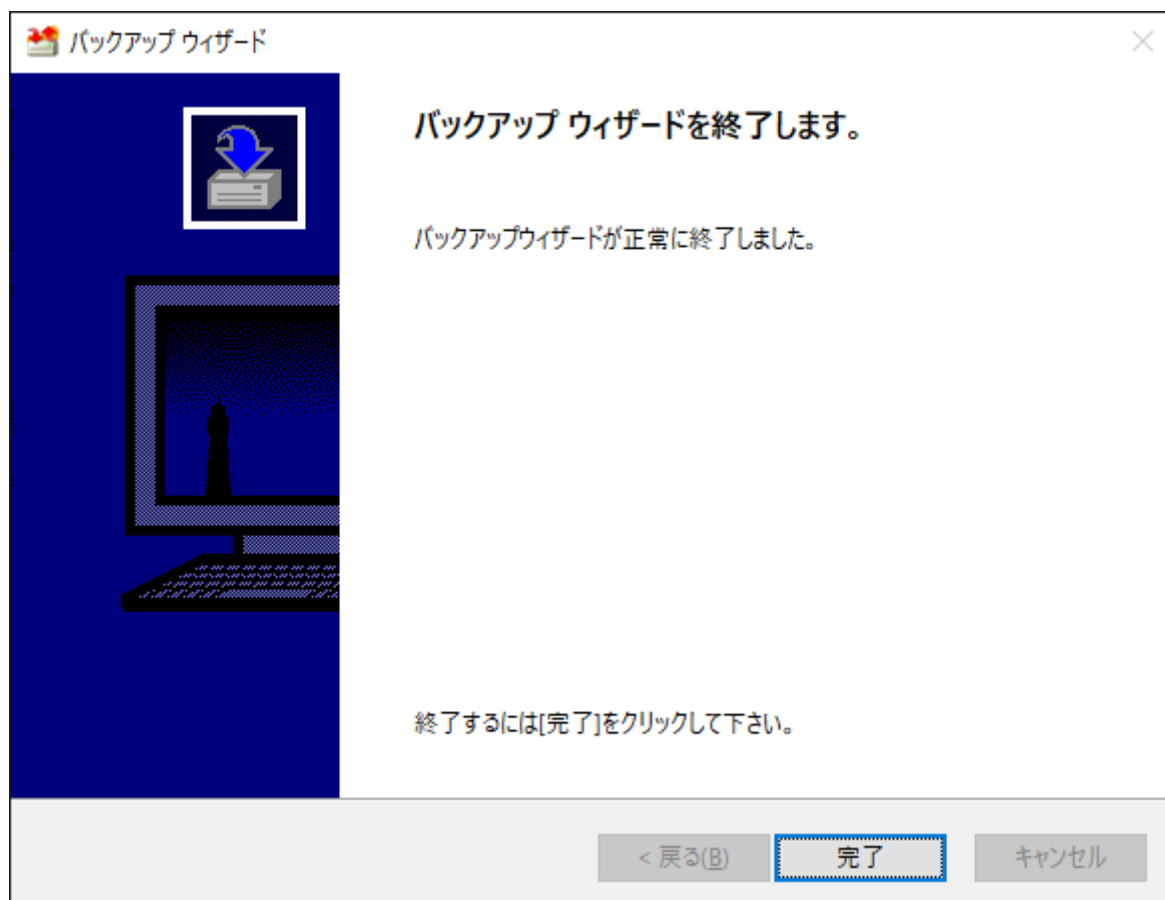 バックアップ ウィザード
バックアップ ウィザードを終了します。
バックアップウィザードが正常に終了しました。
終了するには[完了]をクリックして下さい。
< 戻る(B)
完了
キャンセル